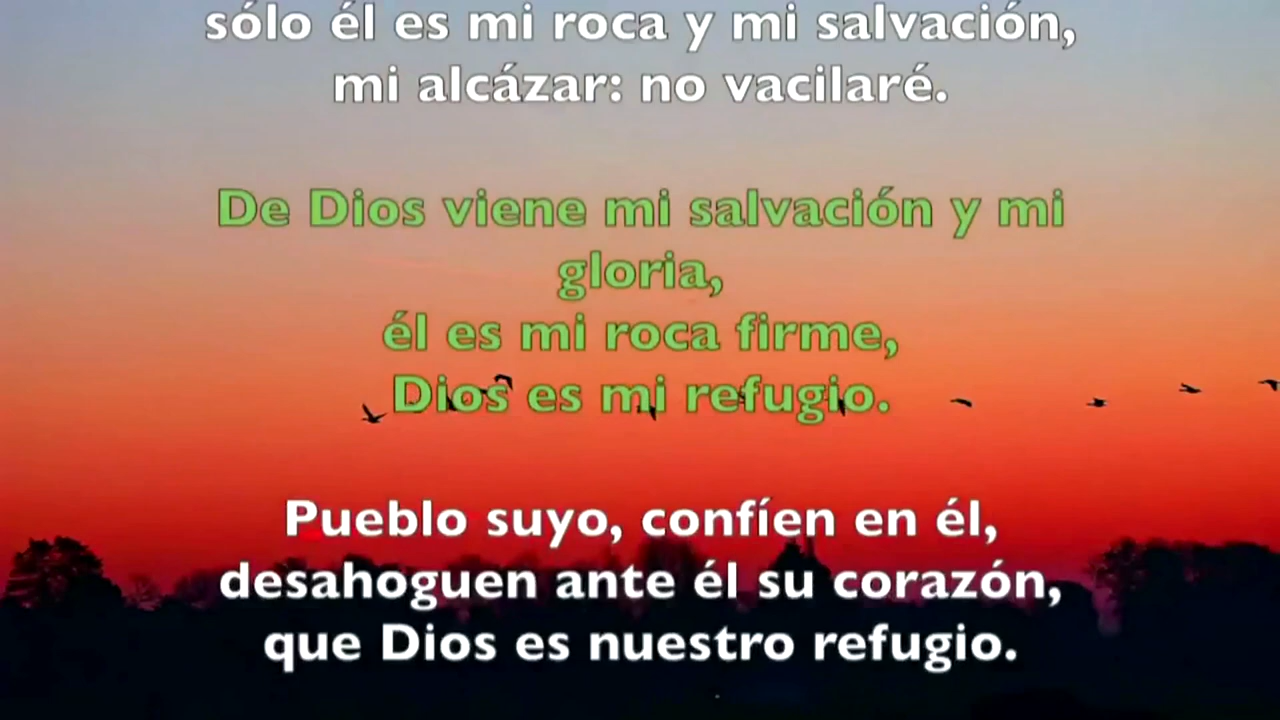 sólo él es mi roca y mi salvación,
mi alcázar: no vacilaré.
De Dios viene mi salvación y mi
gloria,
él es mi roca firme,
Dios es mi refugio.
Pueblo suyo, confíen en él,
desahoguen ante él su corazón,
que Dios es nuestro refugio.